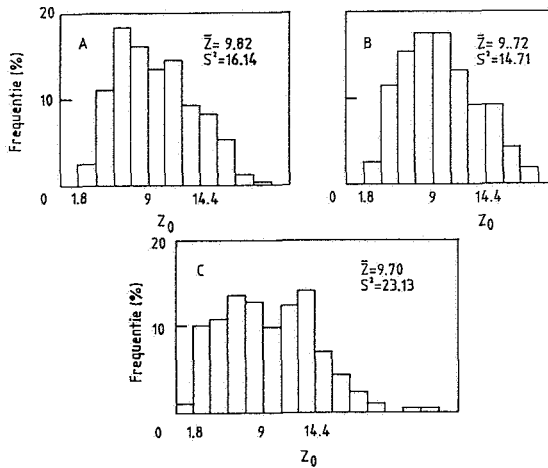 20
A
Z̄ = 9.82
S²=16.14
Frequentie (%)
10
0
1.8
9
14.4
Z₀
B
Z̄ = 9..72
S²=14.71
0
1.8
9
14.4
Z₀
20
C
Z̄=9.70
S²=23.13
Frequentie (%)
10
0
1.8
9
14.4
Z₀